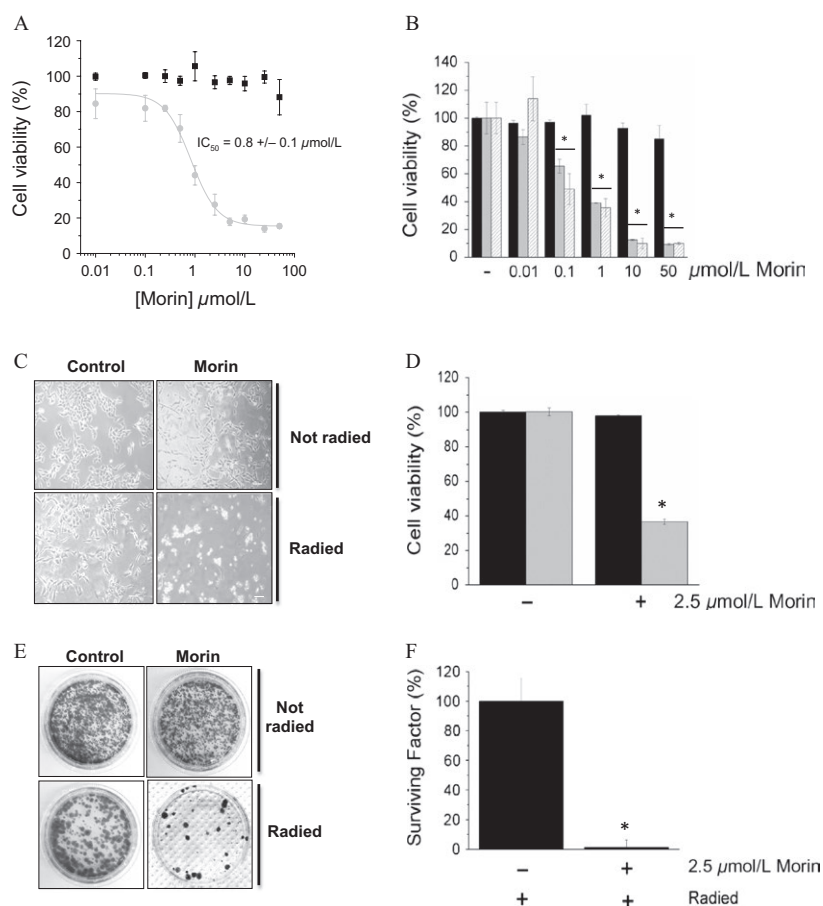 A
Cell viability (%)
120
100
80
60
40
20
0
IC50 = 0.8 +/− 0.1 µmol/L
0.01 0.1 1 10 100
[Morin] µmol/L
B
Cell viability (%)
140
120
100
80
60
40
20
0
* * * *
- 0.01 0.1 1 10 50 µmol/L Morin
C
Control Morin
Not radied
Radied
D
Cell viability (%)
120
100
80
60
40
20
0
*
− + 2.5 µmol/L Morin
E
Control Morin
Not
radied
Radied
F
Surviving Factor (%)
120
100
80
60
40
20
0
*
− + 2.5 µmol/L Morin
+ + Radied